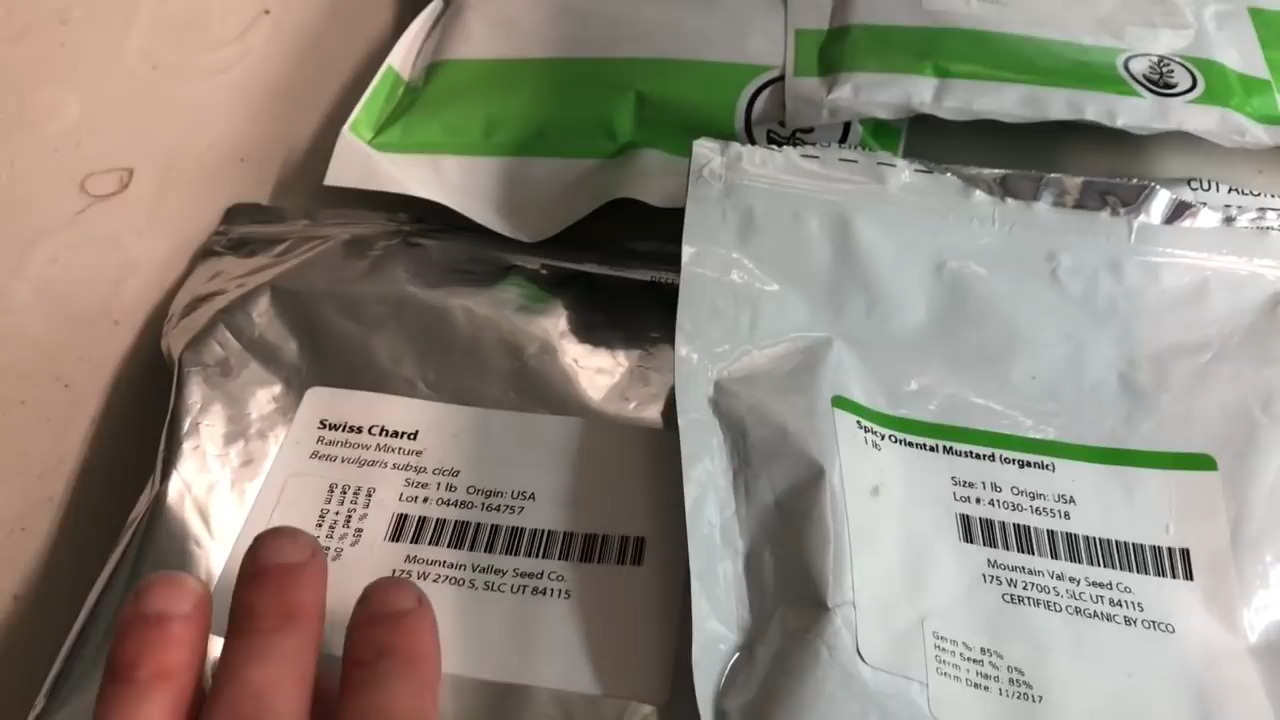 G LINE
CUT ALON
Swiss Chard
Rainbow Mixture
Beta vulgaris subsp. cicla
Size: 1 lb Origin: USA
Lot #: 04480-164757
Germ %: 85%
Hard Seed %: 0%
Germ + Hard: 8
Germ Date:
Mountain Valley Seed Co.
175 W 2700 S, SLC UT 84115
Spicy Oriental Mustard (organic)
1 lb
Size: 1 lb Origin: USA
Lot #: 41030-165518
Mountain Valley Seed Co.
175 W 2700 S, SLC UT 84115
CERTIFIED ORGANIC BY OTCO
Germ %: 85%
Hard Seed %: 0%
Germ + Hard: 85%
Germ Date: 11/2017